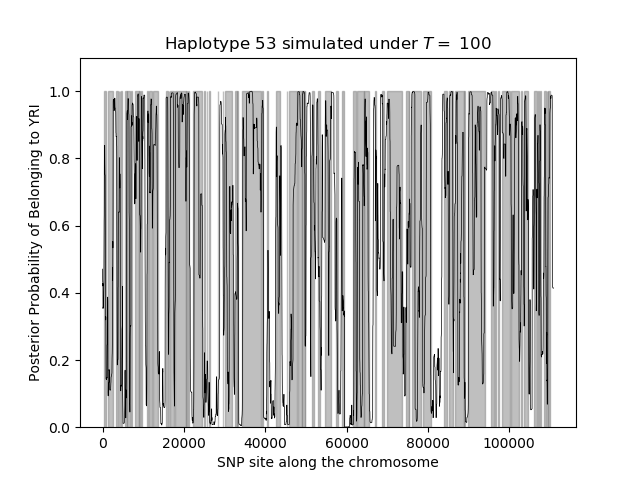 Haplotype 53 simulated under T = 100
Posterior Probability of Belonging to YRI
1.0
0.8
0.6
0.4
0.2
0.0
0 20000 40000 60000 80000 100000
SNP site along the chromosome